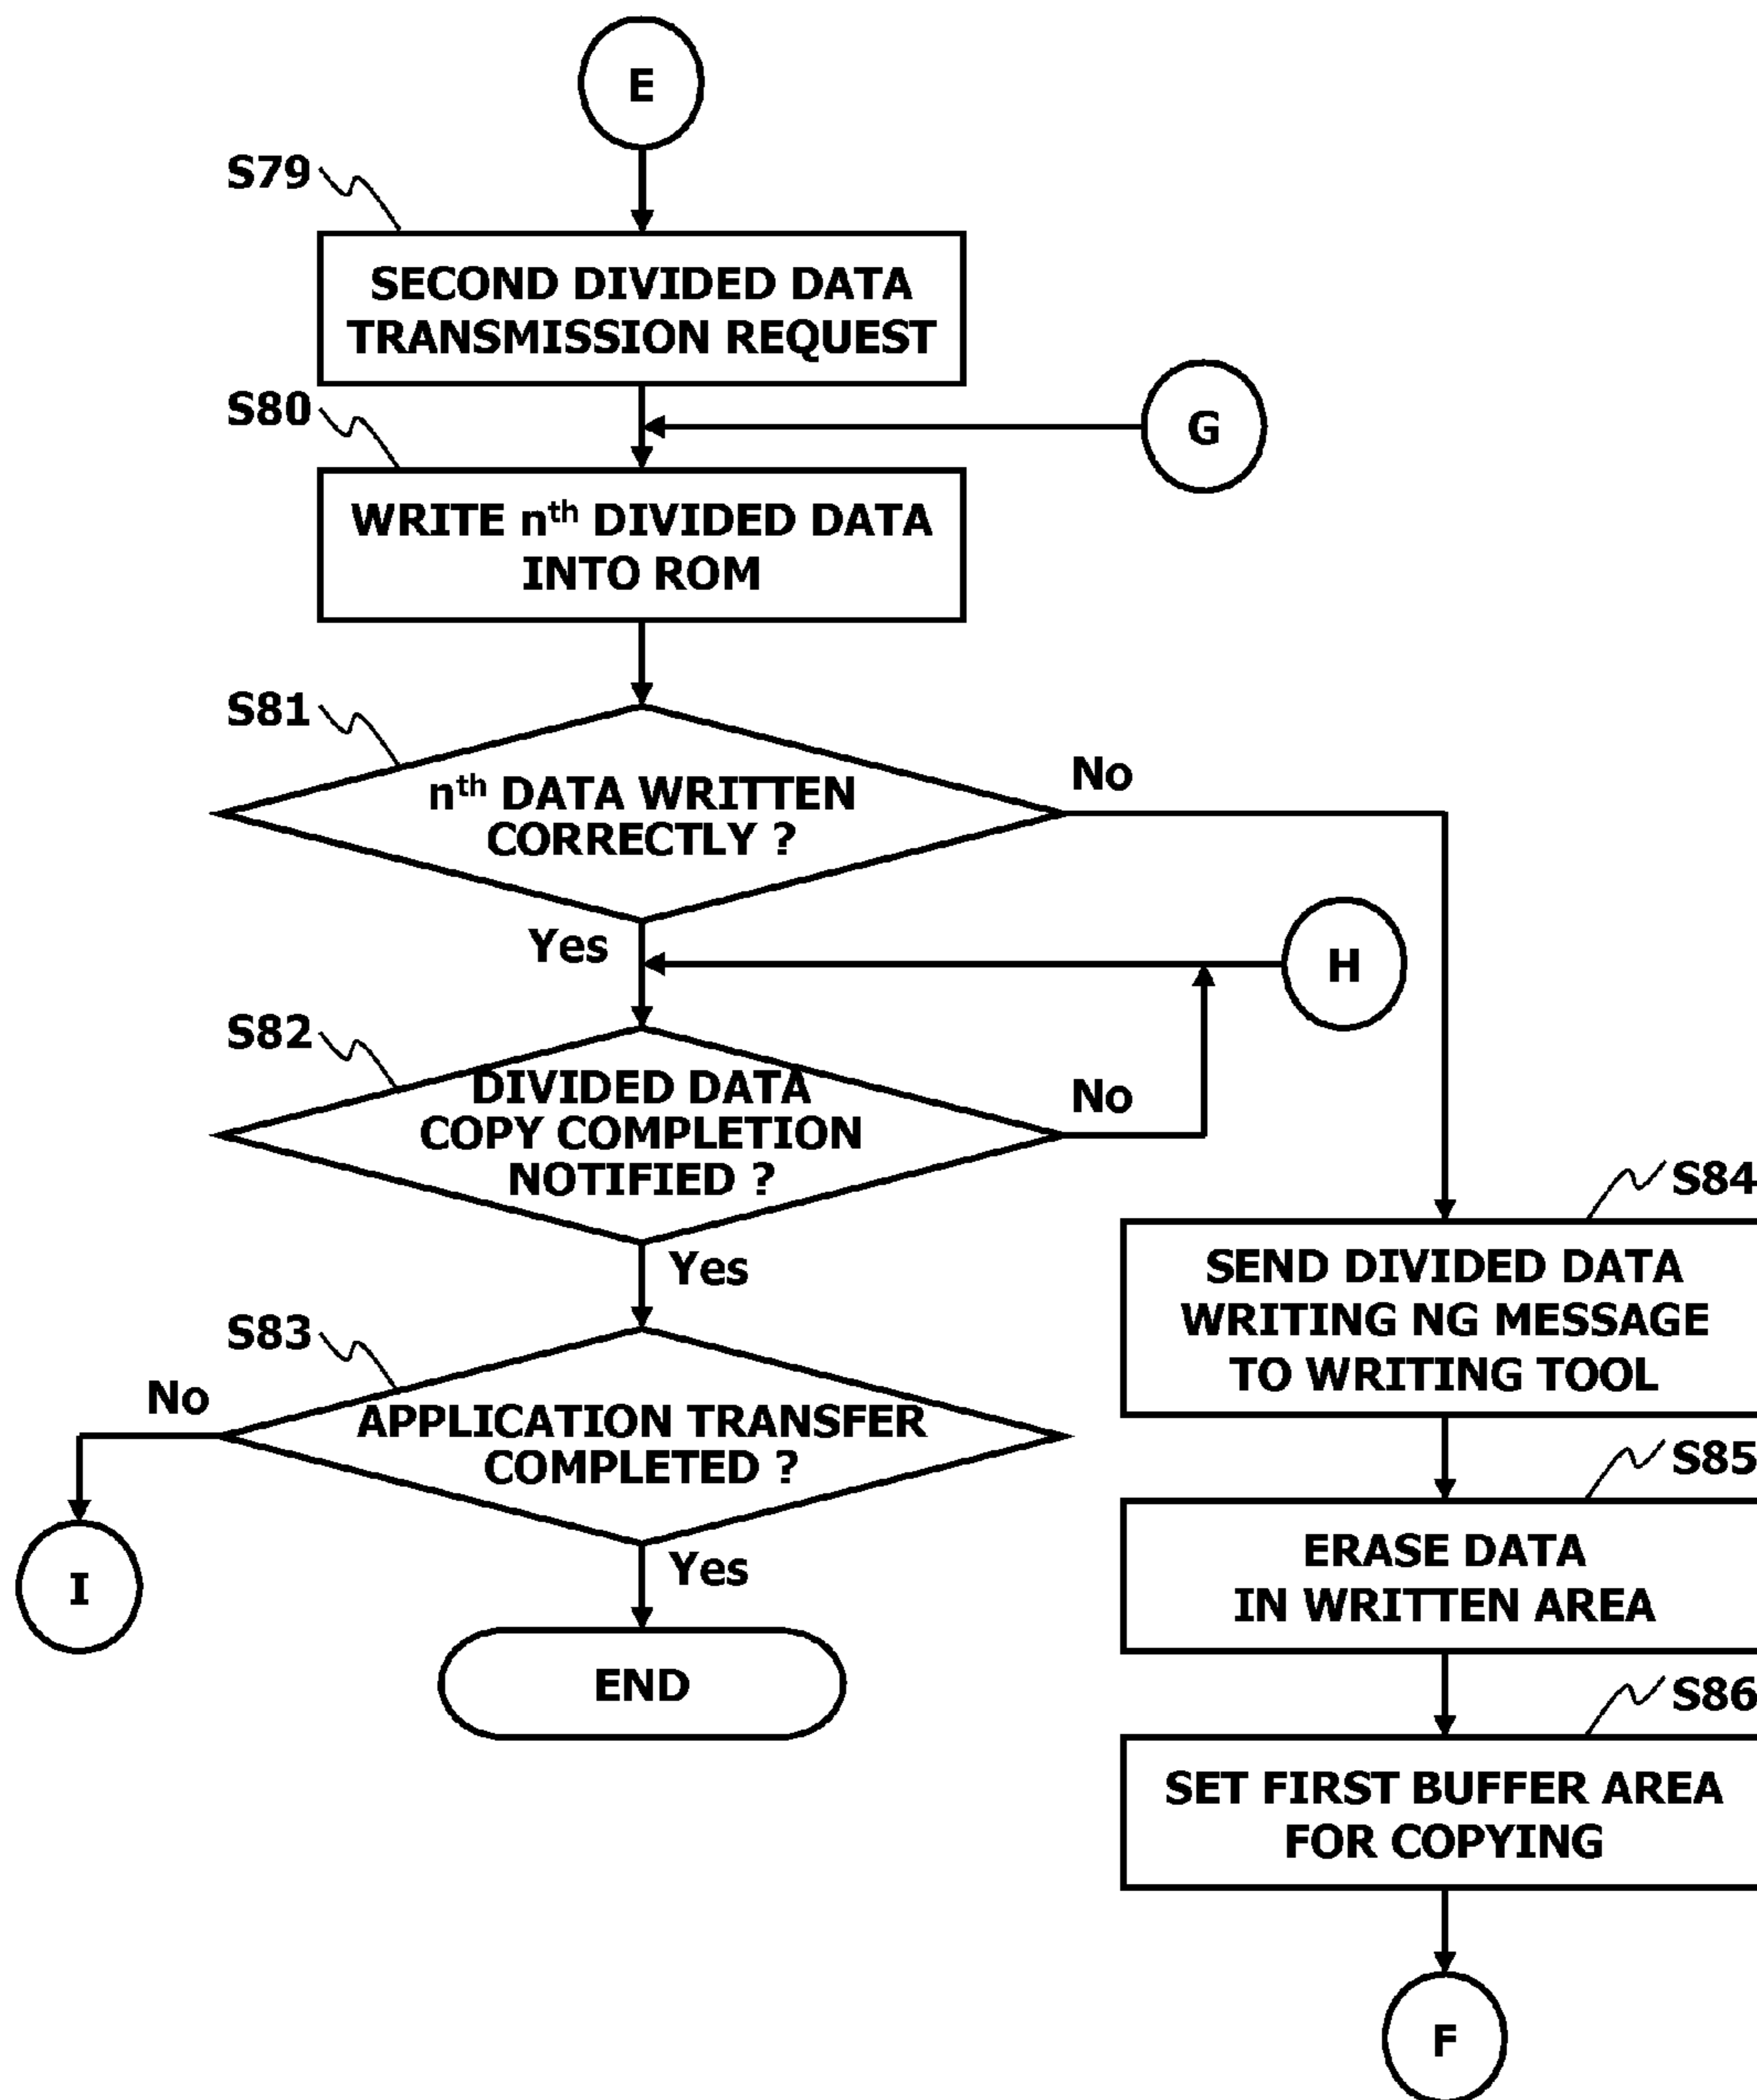 E
S79
SECOND DIVIDED DATA
TRANSMISSION REQUEST
S80
G
WRITE nth DIVIDED DATA
INTO ROM
S81
nth DATA WRITTEN
CORRECTLY ?
No
Yes
H
S82
DIVIDED DATA
COPY COMPLETION
NOTIFIED ?
No
Yes
S83
APPLICATION TRANSFER
COMPLETED ?
No
I
Yes
END
S84
SEND DIVIDED DATA
WRITING NG MESSAGE
TO WRITING TOOL
S85
ERASE DATA
IN WRITTEN AREA
S86
SET FIRST BUFFER AREA
FOR COPYING
F